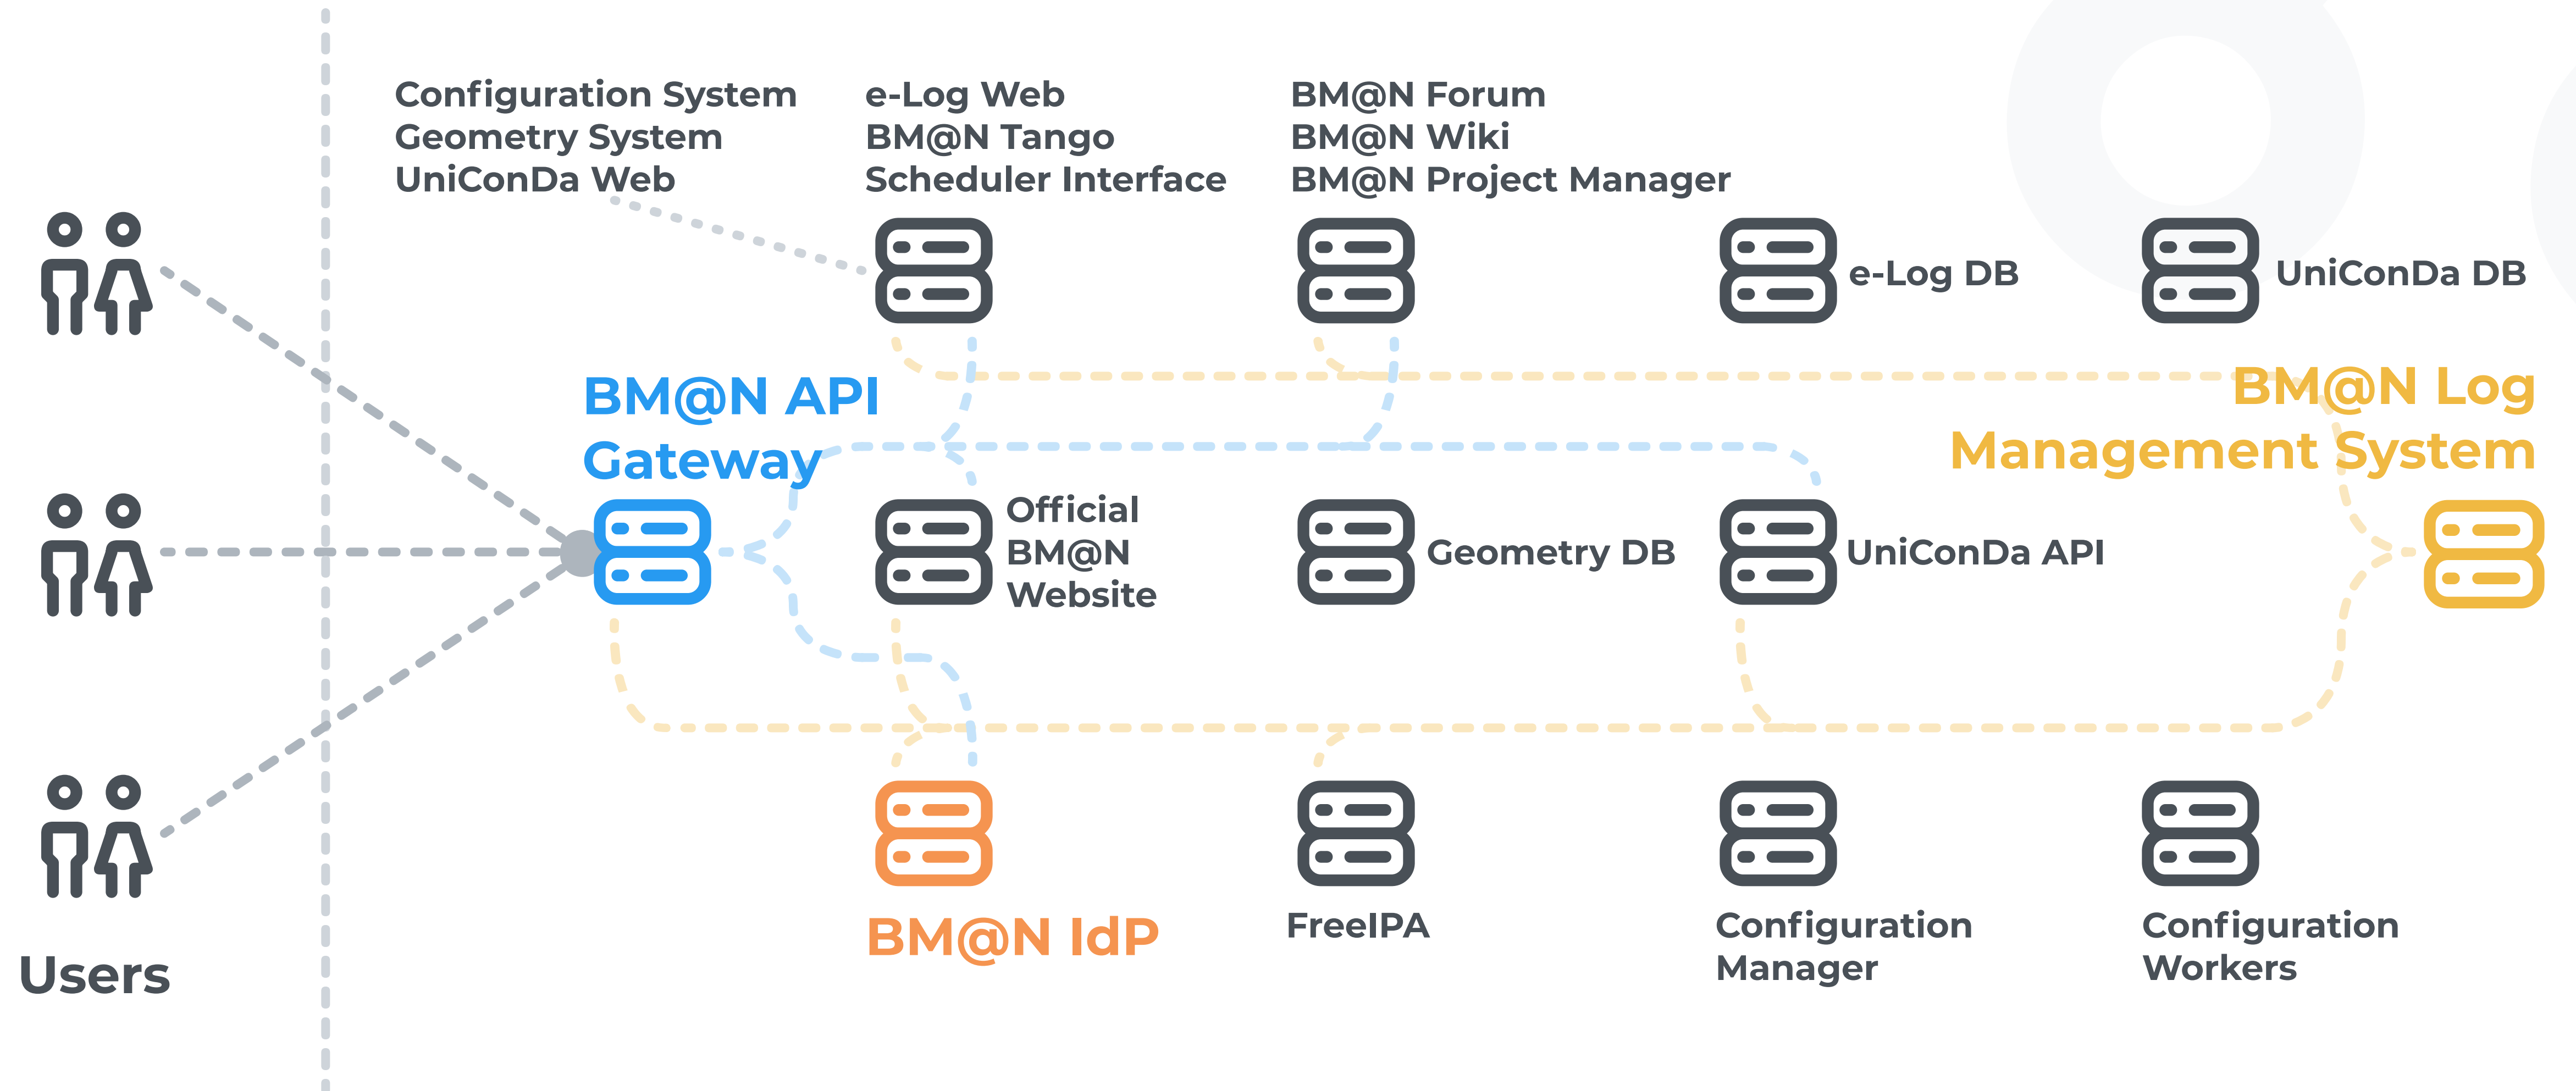 Configuration System
Geometry System
UniConDa Web
e-Log Web
BM@N Tango
Scheduler Interface
BM@N Forum
BM@N Wiki
BM@N Project Manager
e-Log DB
UniConDa DB
BM@N API
Gateway
BM@N Log
Management System
Official
BM@N
Website
Geometry DB
UniConDa API
BM@N IdP
FreeIPA
Configuration
Manager
Configuration
Workers
Users